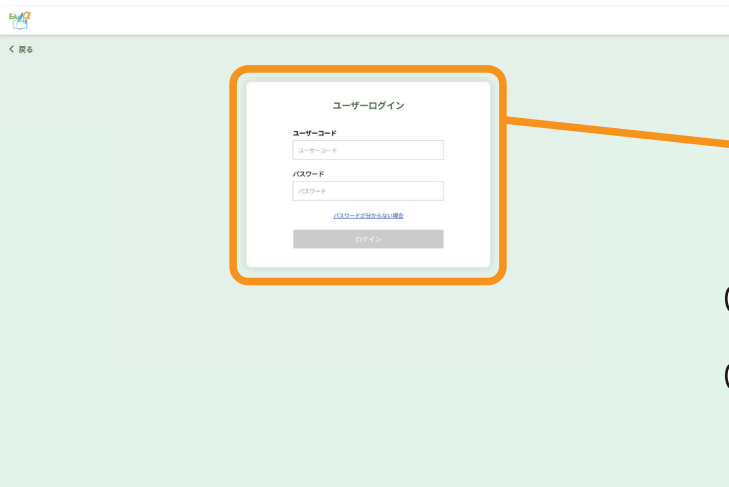 Edu α
く 戻る
ユーザーログイン
ユーザーコード
ユーザーコード
パスワード
パスワード
パスワードが分からない場合
ログイン
(
(